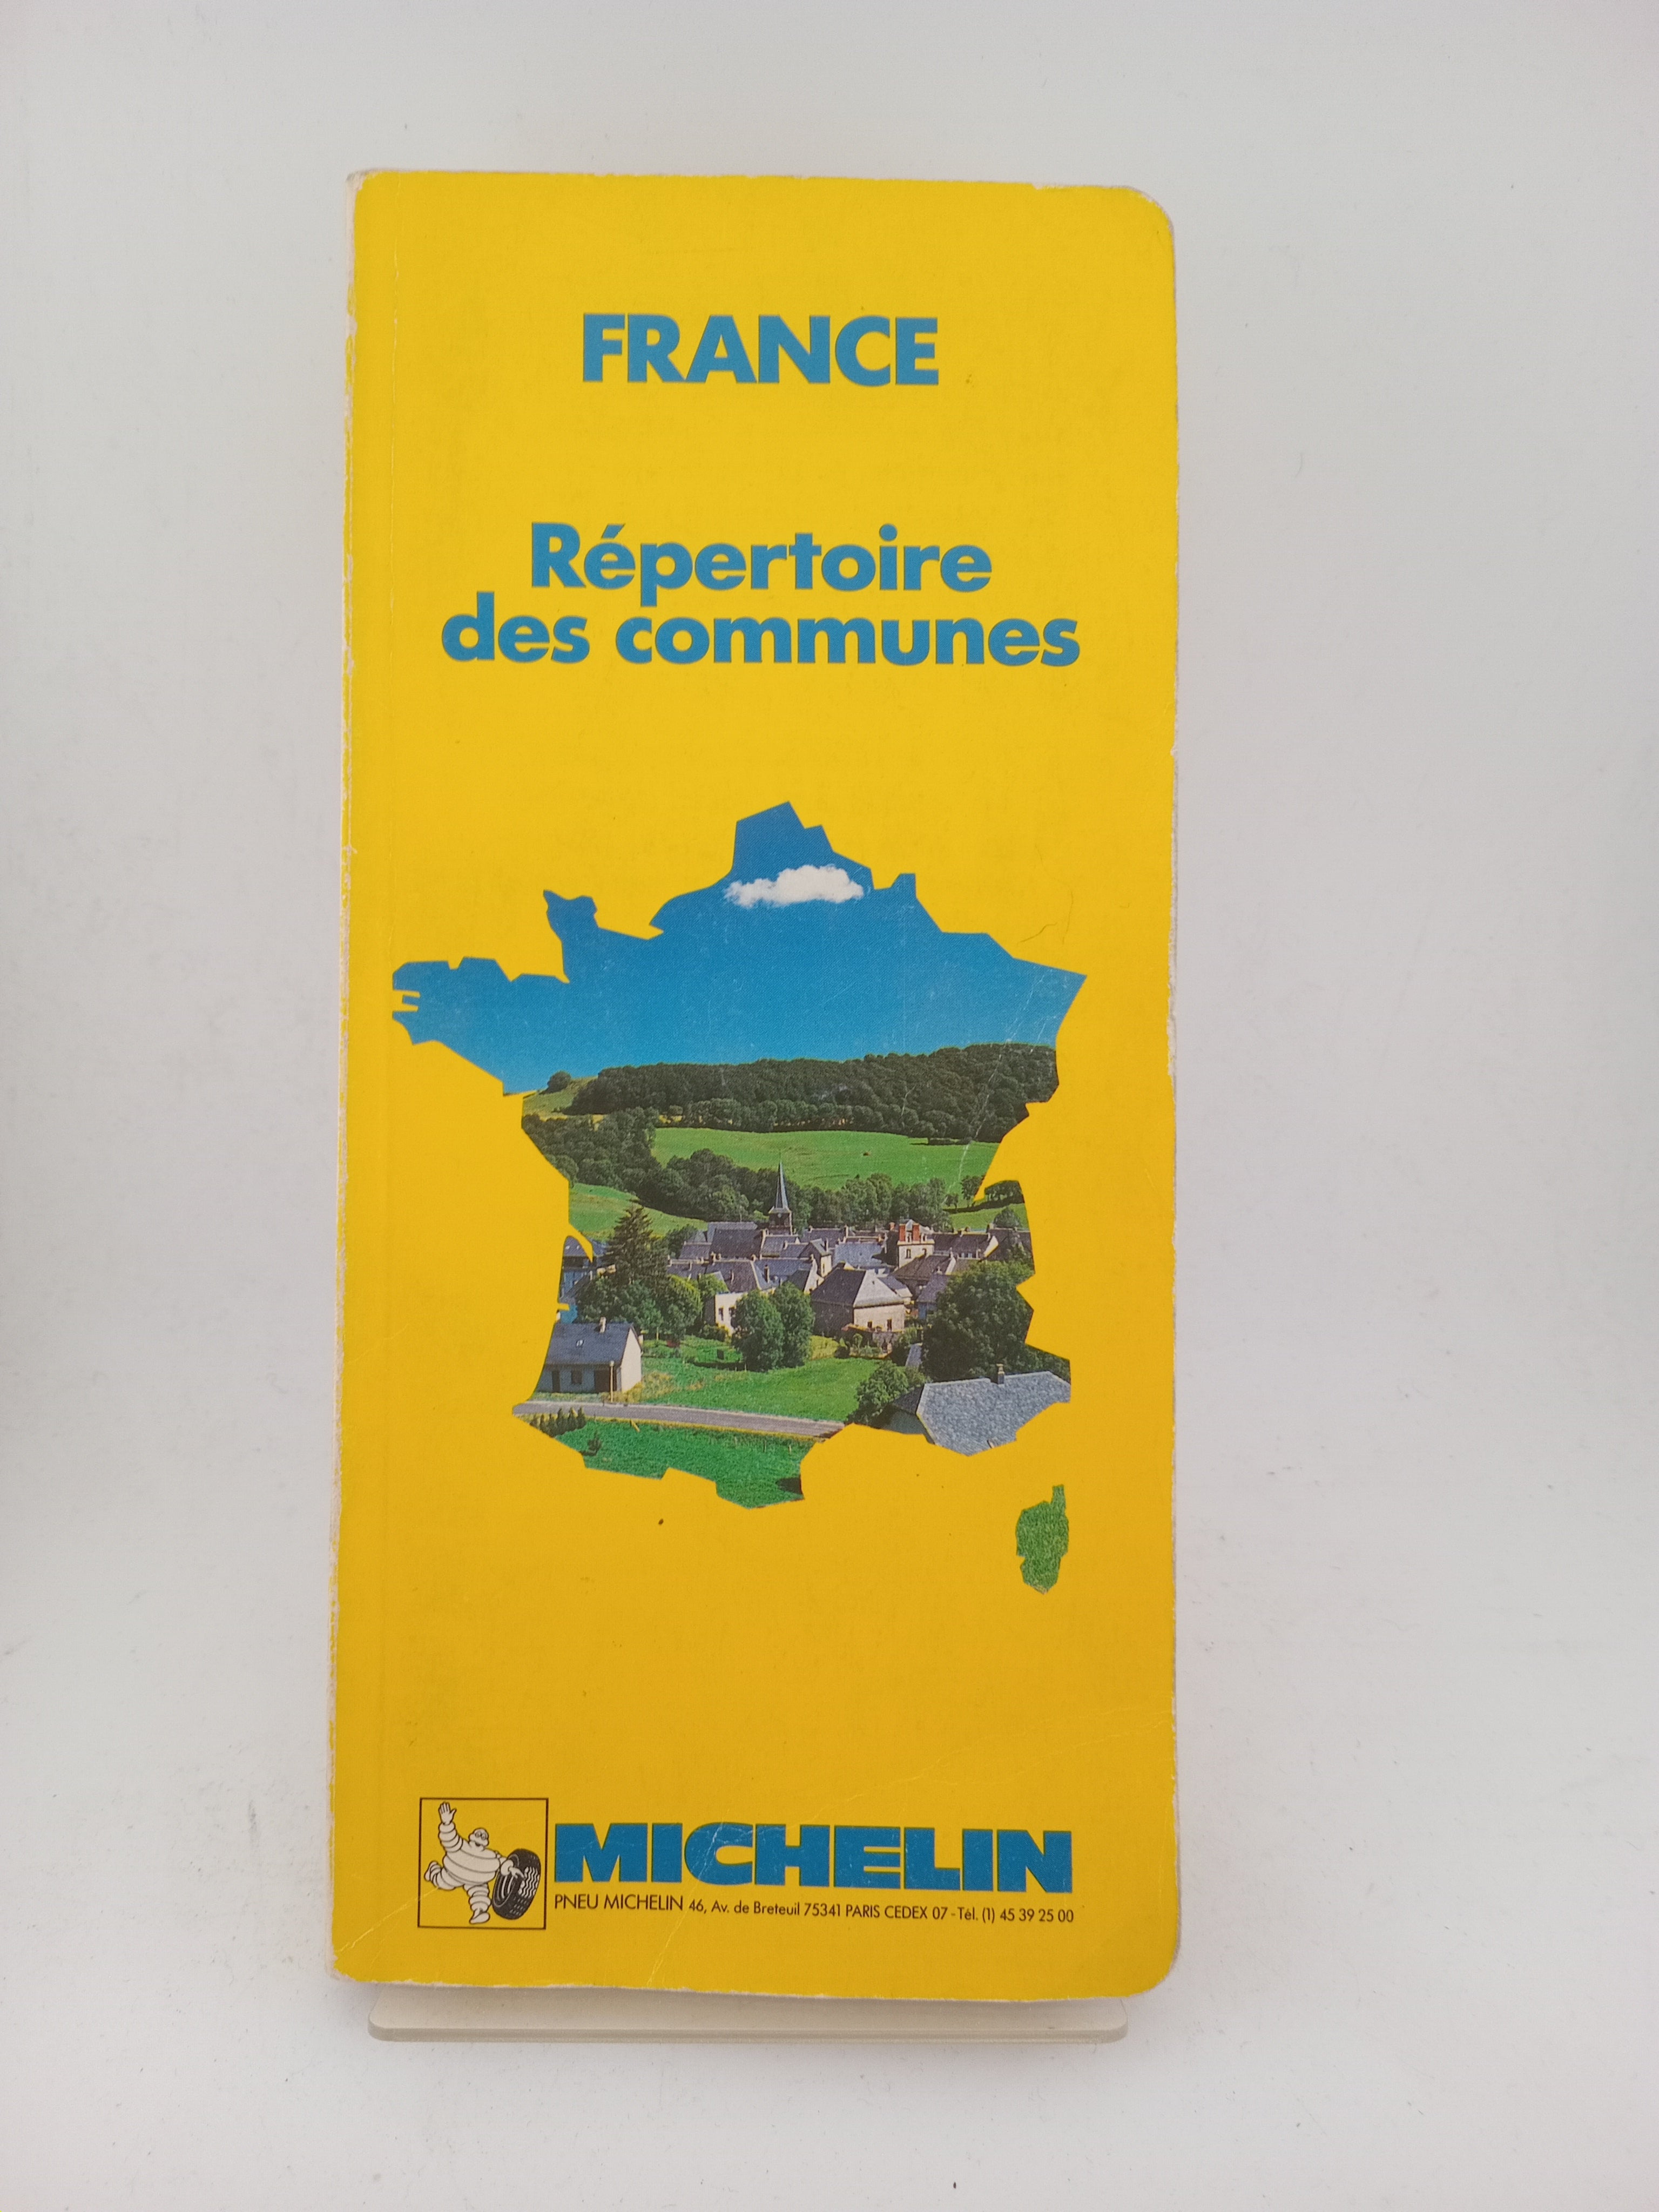 FRANCE
Répertoire
des communes
MICHELIN
PNEU MICHELIN 46, Av. de Breteuil 75341 PARIS CEDEX 07 - Tél. (1) 45 39 25 00